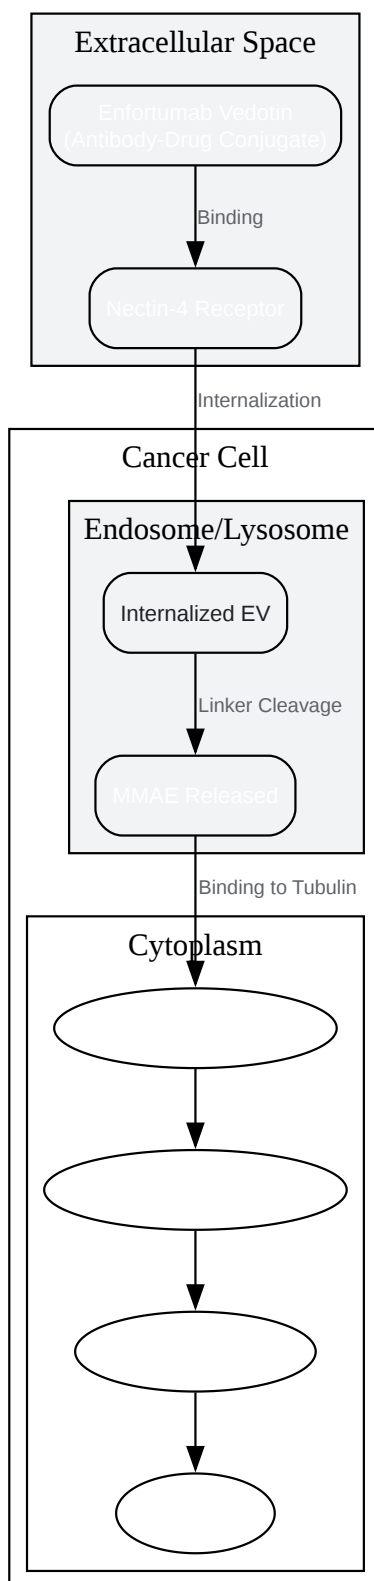 Extracellular Space
Enfortumab Vedotin
(Antibody-Drug Conjugate)
Binding
Nectin-4 Receptor
Internalization
Cancer Cell
Endosome/Lysosome
Internalized EV
Linker Cleavage
MMAE Released
Binding to Tubulin
Cytoplasm